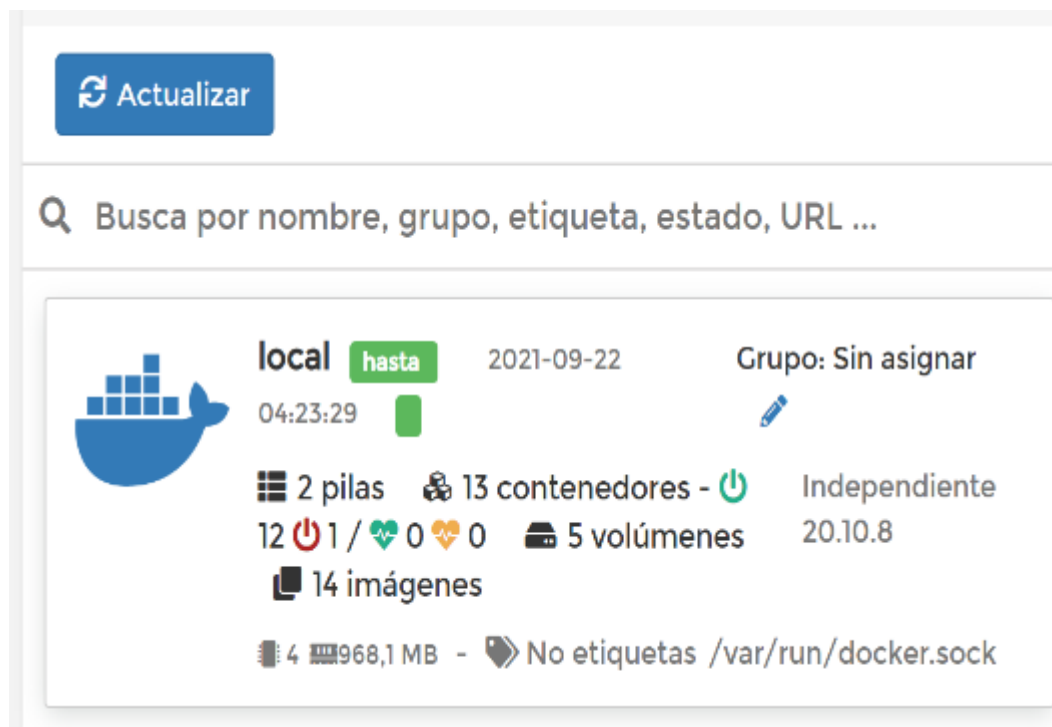 Actualizar
Busca por nombre, grupo, etiqueta, estado, URL ...
local hasta 2021-09-22 Grupo: Sin asignar
04:23:29
2 pilas 13 contenedores - Independiente
12 1 / 0 0 5 volúmenes 20.10.8
14 imágenes
4 968,1 MB - No etiquetas /var/run/docker.sock